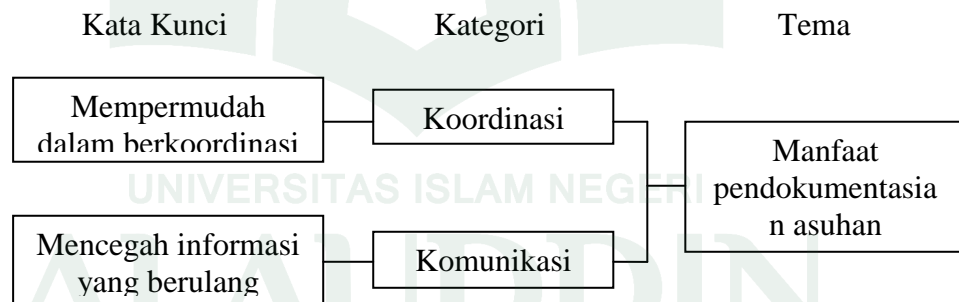 Kata Kunci Kategori Tema
Mempermudah
dalam berkoordinasi
Koordinasi
Mencegah informasi
yang berulang
Komunikasi
Manfaat
pendokumentasia
n asuhan
UNIVERSITAS ISLAM NEGERI
ALAUDDIN